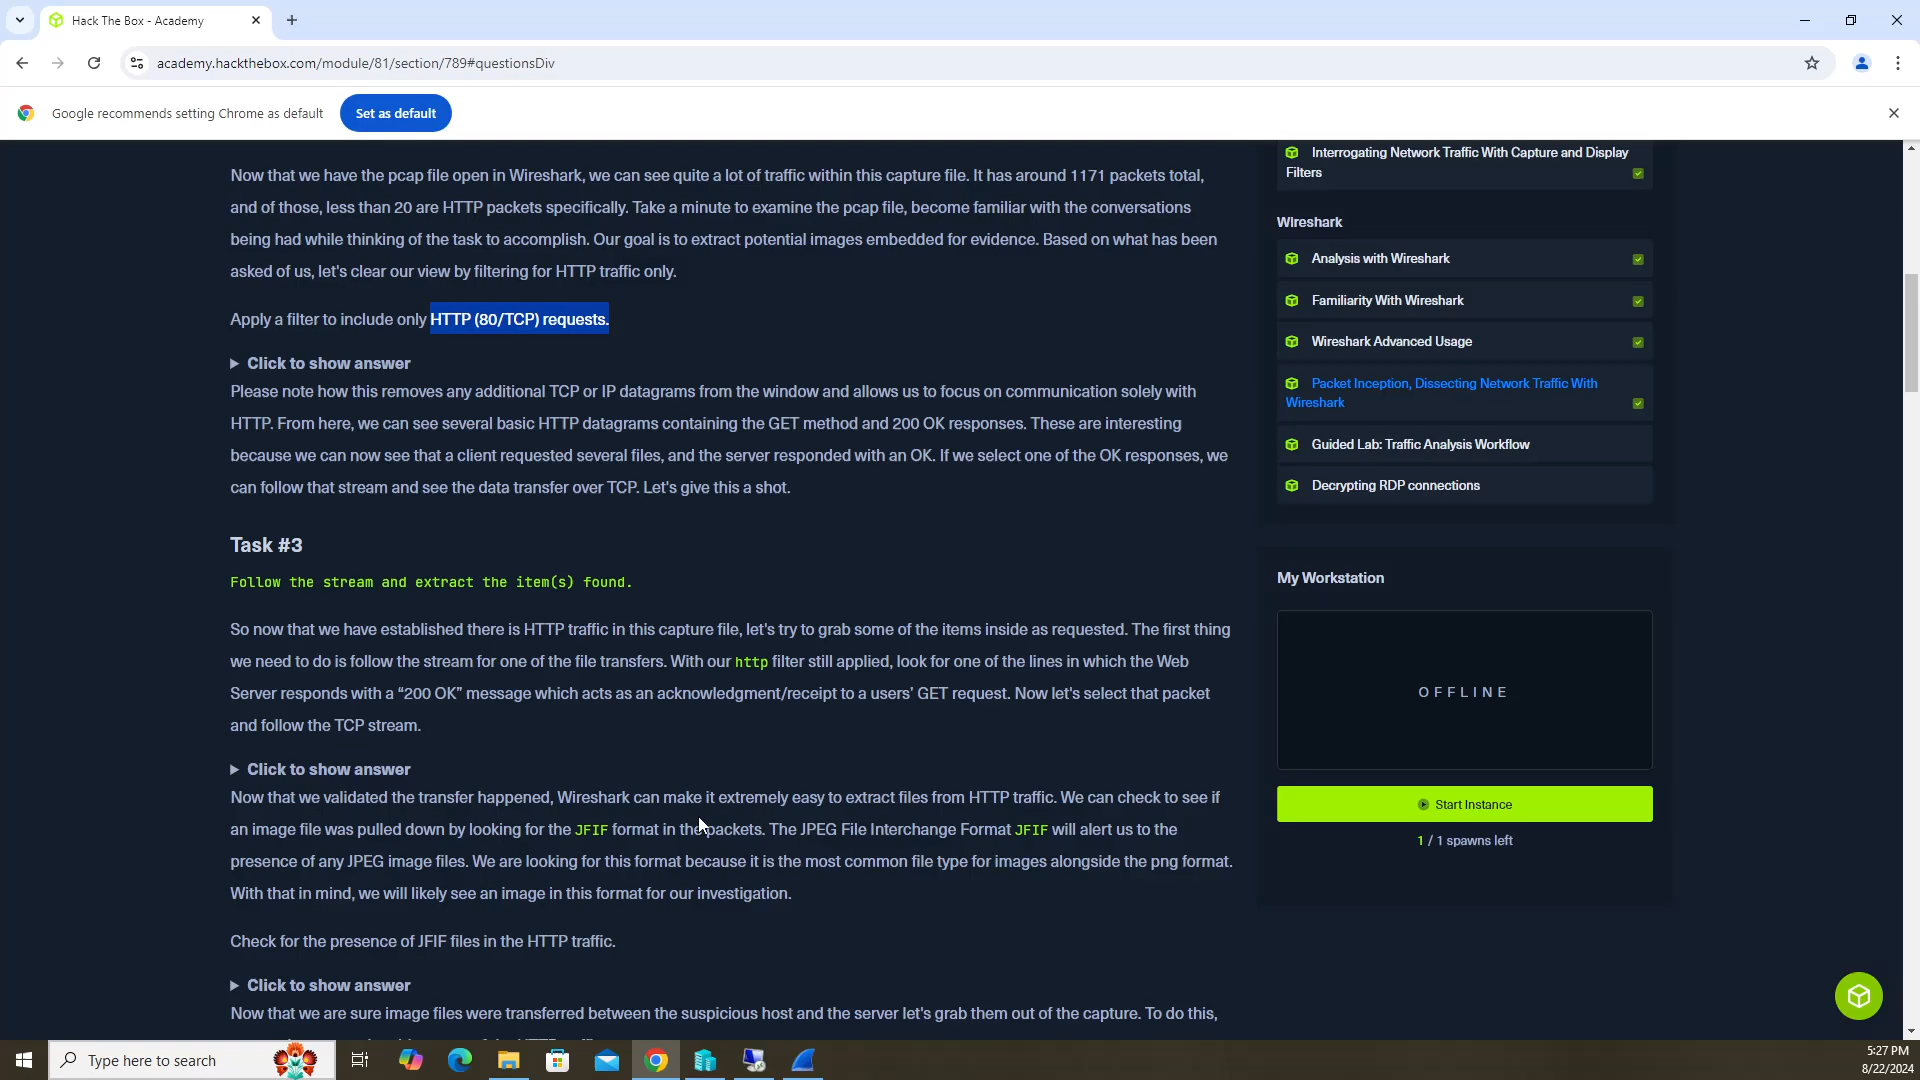 Hack The Box - Academy
academy.hackthebox.com/module/81/section/789#questionsDiv
Google recommends setting Chrome as default
Set as default
Now that we have the pcap file open in Wireshark, we can see quite a lot of traffic within this capture file. It has around 1171 packets total,
and of those, less than 20 are HTTP packets specifically. Take a minute to examine the pcap file, become familiar with the conversations
being had while thinking of the task to accomplish. Our goal is to extract potential images embedded for evidence. Based on what has been
asked of us, let's clear our view by filtering for HTTP traffic only.
Apply a filter to include only HTTP (80/TCP) requests.
Click to show answer
Please note how this removes any additional TCP or IP datagrams from the window and allows us to focus on communication solely with
HTTP. From here, we can see several basic HTTP datagrams containing the GET method and 200 OK responses. These are interesting
because we can now see that a client requested several files, and the server responded with an OK. If we select one of the OK responses, we
can follow that stream and see the data transfer over TCP. Let's give this a shot.
Task #3
Follow the stream and extract the item(s) found.
So now that we have established there is HTTP traffic in this capture file, let's try to grab some of the items inside as requested. The first thing
we need to do is follow the stream for one of the file transfers. With our http filter still applied, look for one of the lines in which the Web
Server responds with a “200 OK” message which acts as an acknowledgment/receipt to a users’ GET request. Now let's select that packet
and follow the TCP stream.
Click to show answer
Now that we validated the transfer happened, Wireshark can make it extremely easy to extract files from HTTP traffic. We can check to see if
an image file was pulled down by looking for the JFIF format in the packets. The JPEG File Interchange Format JFIF will alert us to the
presence of any JPEG image files. We are looking for this format because it is the most common file type for images alongside the png format.
With that in mind, we will likely see an image in this format for our investigation.
Check for the presence of JFIF files in the HTTP traffic.
Click to show answer
Now that we are sure image files were transferred between the suspicious host and the server let's grab them out of the capture. To do this,
Interrogating Network Traffic With Capture and Display
Filters
Wireshark
Analysis with Wireshark
Familiarity With Wireshark
Wireshark Advanced Usage
Packet Inception, Dissecting Network Traffic With
Wireshark
Guided Lab: Traffic Analysis Workflow
Decrypting RDP connections
My Workstation
OFFLINE
Start Instance
1 / 1 spawns left
Type here to search
5:27 PM
8/22/2024